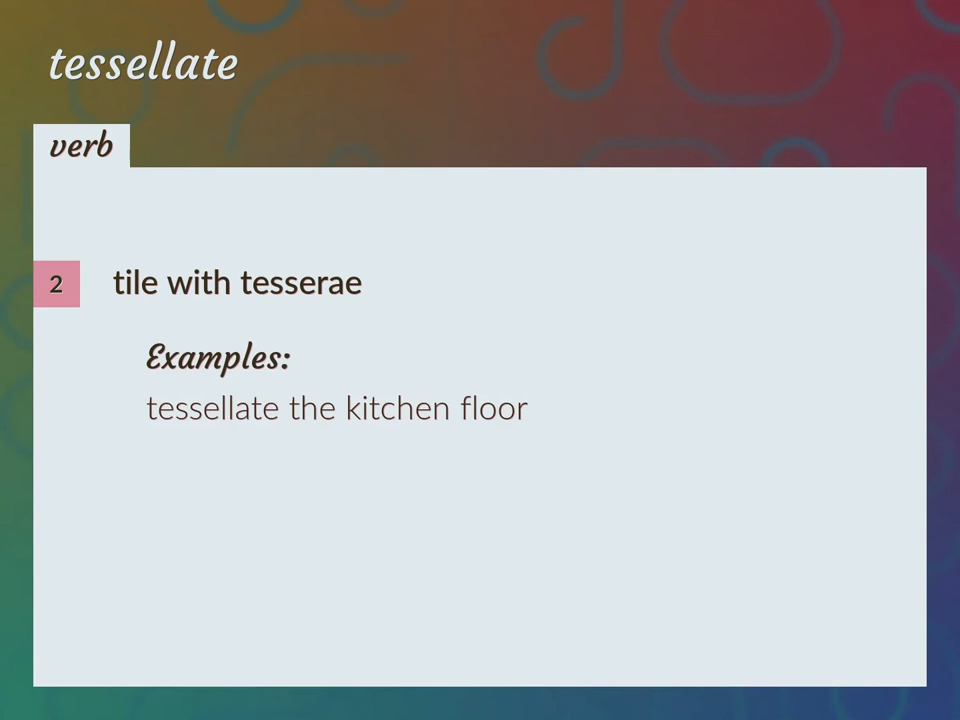 tessellate
verb
2
tile with tesserae
Examples:
tessellate the kitchen floor